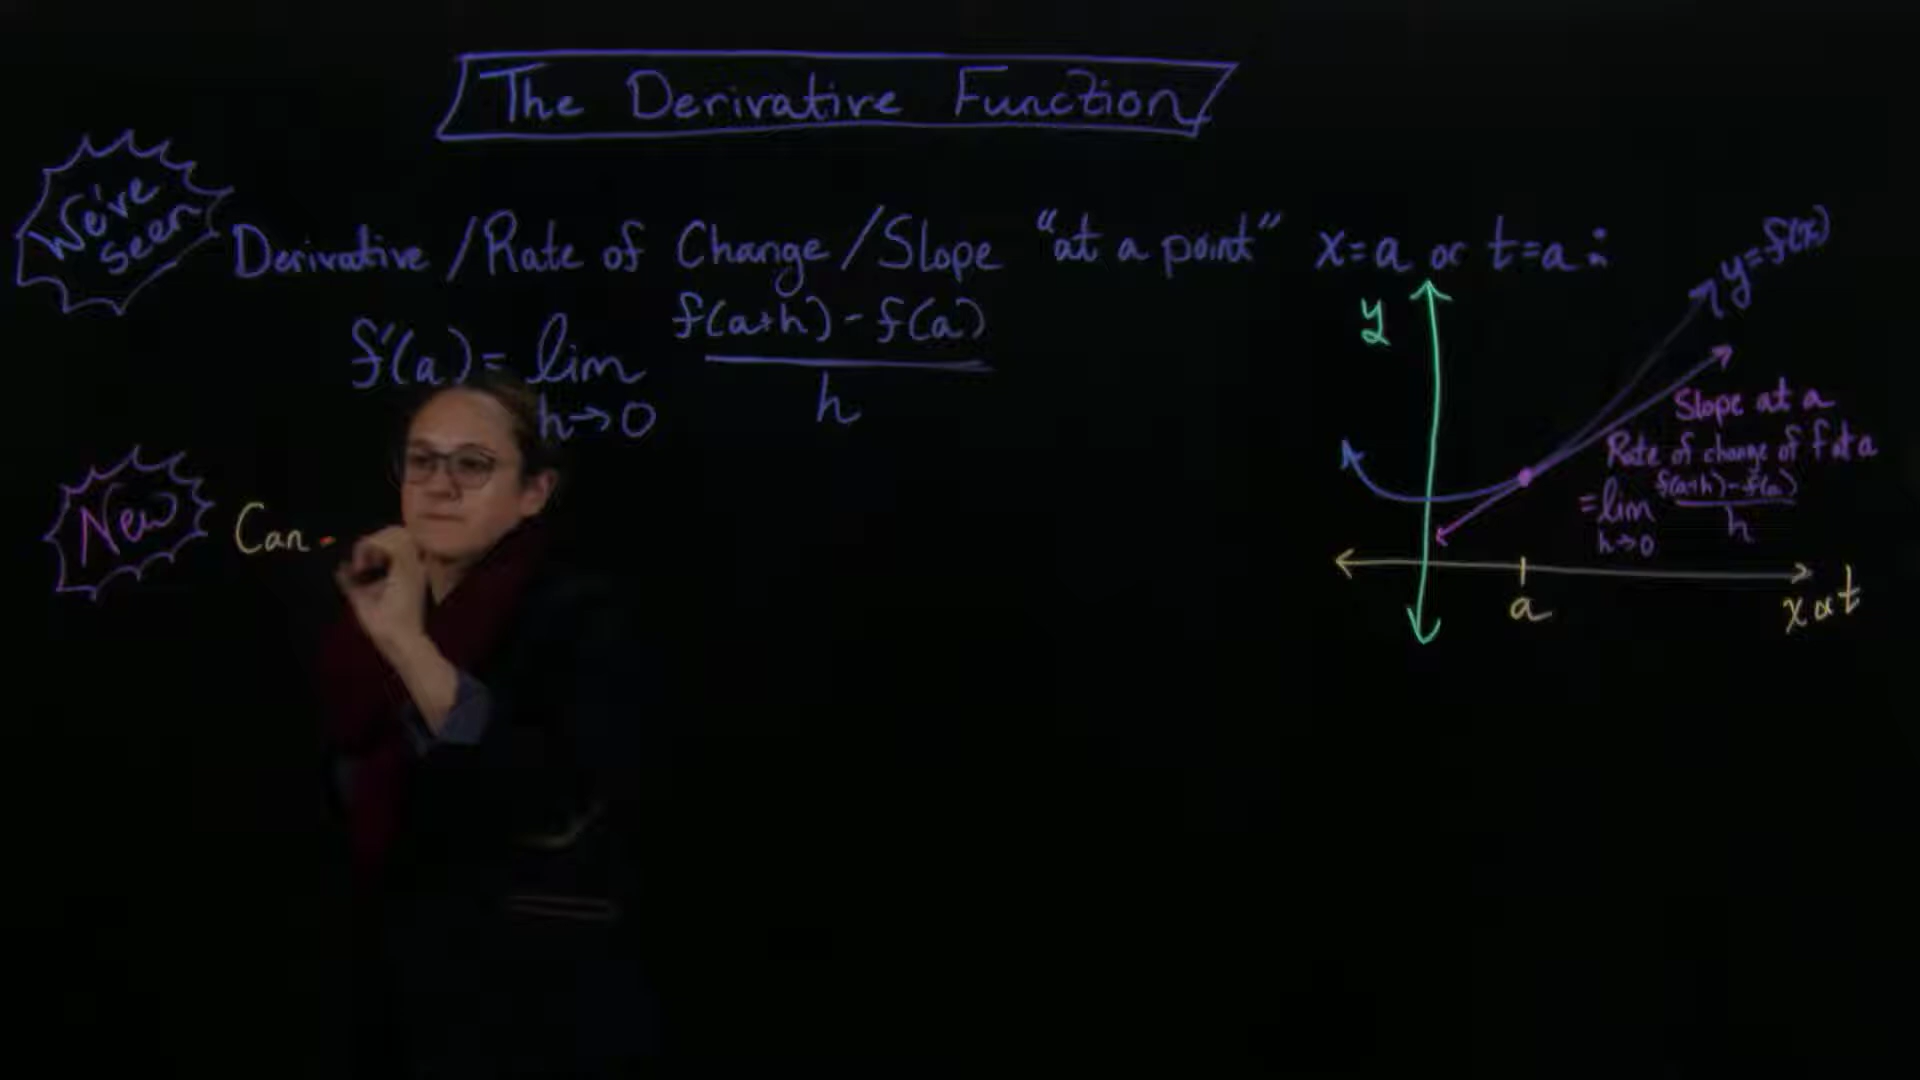 The Derivative Function
We've
seen
Derivative / Rate of Change / Slope "at a point" x=a or t=a:
f'(a) = lim h→0 f(a+h) - f(a) / h
New
Can
y
y=f(x)
Slope at a
Rate of change of f at a
= lim h→0 f(a+h) - f(a) / h
a
x or t